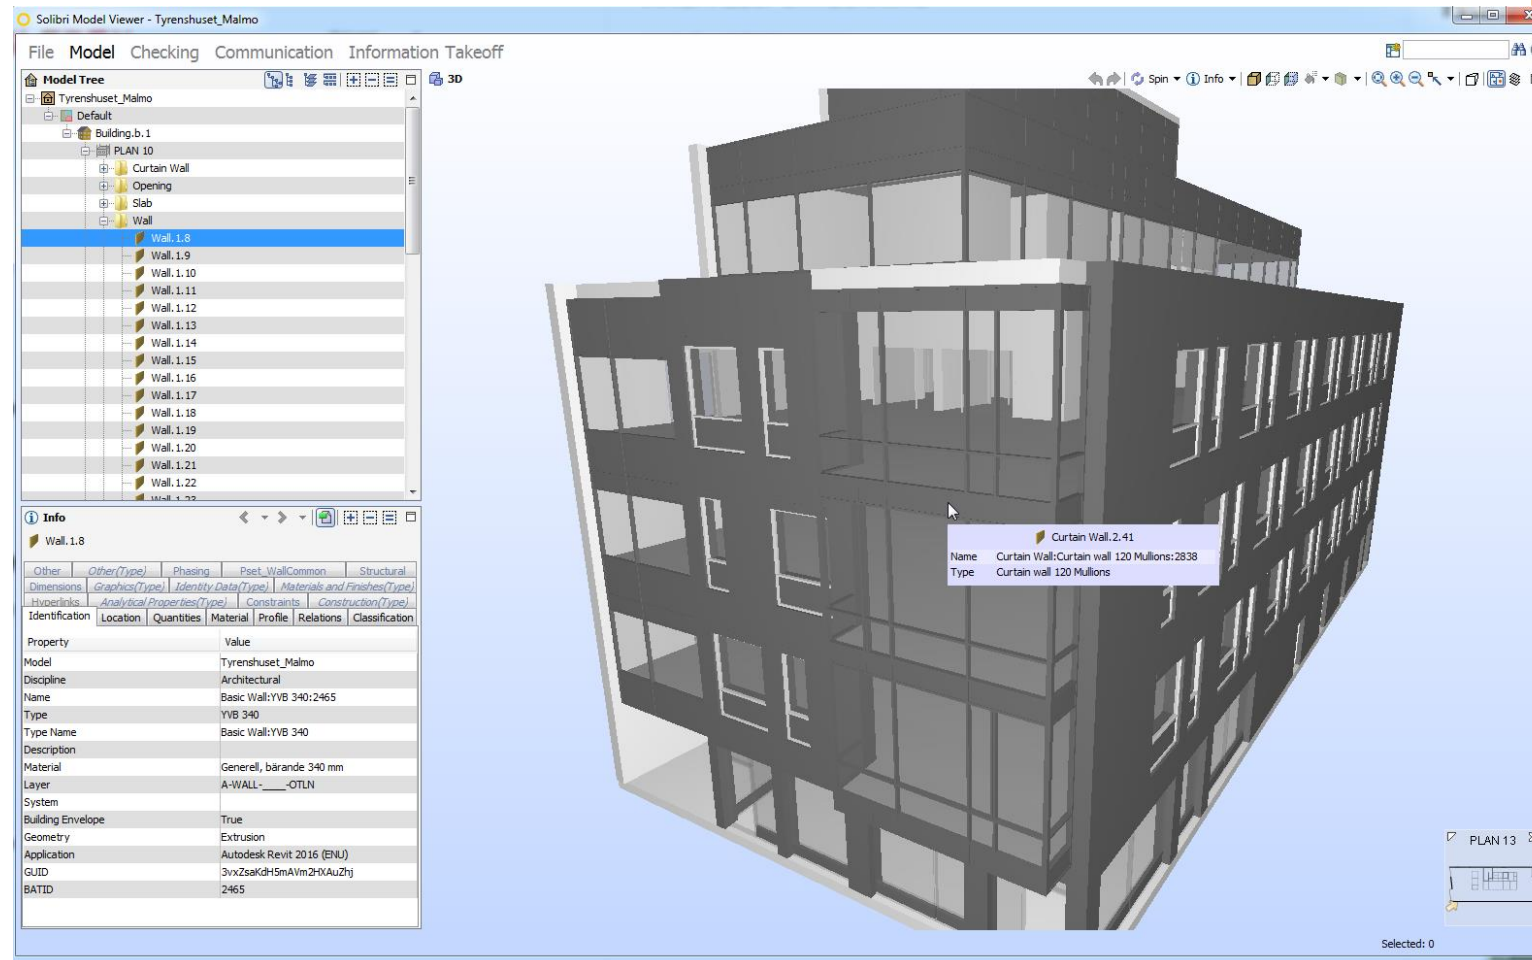 Solibri Model Viewer - Tyrenshuset_Malmo
File Model Checking Communication Information Takeoff
Model Tree
3D
Spin
Info
Tyrenshuset_Malmo
Default
Building.b.1
PLAN 10
Curtain Wall
Opening
Slab
Wall
Wall.1.8
Wall.1.9
Wall.1.10
Wall.1.11
Wall.1.12
Wall.1.13
Wall.1.14
Wall.1.15
Wall.1.16
Wall.1.17
Wall.1.18
Wall.1.19
Wall.1.20
Wall.1.21
Wall.1.22
Wall.1.23
Info
Wall.1.8
Other Other(Type) Phasing Pset_WallCommon Structural
Dimensions Graphics(Type) Identity Data(Type) Materials and Finishes(Type)
Hyperlinks Analytical Properties(Type) Constraints Construction(Type)
Identification Location Quantities Material Profile Relations Classification
Property Value
Model Tyrenshuset_Malmo
Discipline Architectural
Name Basic Wall:YVB 340:2465
Type YVB 340
Type Name Basic Wall:YVB 340
Description
Material Generell, bärande 340 mm
Layer A-WALL-____-OTLN
System
Building Envelope True
Geometry Extrusion
Application Autodesk Revit 2016 (ENU)
GUID 3vxZsaKdH5mAVm2HXAuZhj
BATID 2465
Curtain Wall.2.41
Name Curtain Wall:Curtain wall 120 Mullions:2838
Type Curtain wall 120 Mullions
PLAN 13
Selected: 0